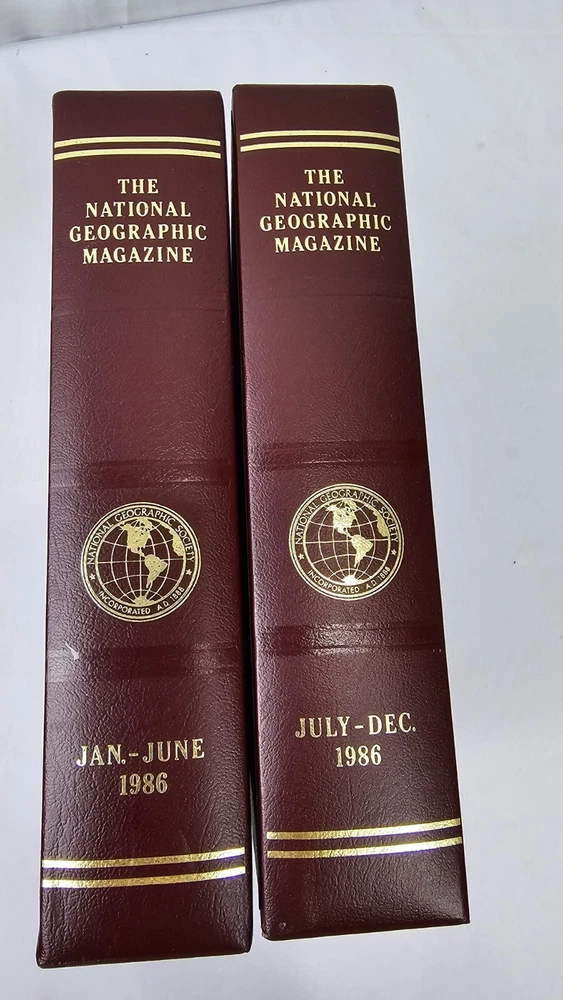 THE
NATIONAL
GEOGRAPHIC
MAGAZINE
NATIONAL GEOGRAPHIC SOCIETY
INCORPORATED A.D. 1888
JAN.-JUNE
1986
THE
NATIONAL
GEOGRAPHIC
MAGAZINE
NATIONAL GEOGRAPHIC SOCIETY
INCORPORATED A.D. 1888
JULY-DEC.
1986